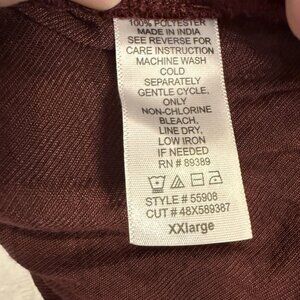 100% POLYESTER
MADE IN INDIA
SEE REVERSE FOR
CARE INSTRUCTION
MACHINE WASH
COLD
SEPARATELY
GENTLE CYCLE,
ONLY
NON-CHLORINE
BLEACH,
LINE DRY,
LOW IRON
IF NEEDED
RN # 89389
STYLE # 55908
CUT # 48X589387
XXlarge